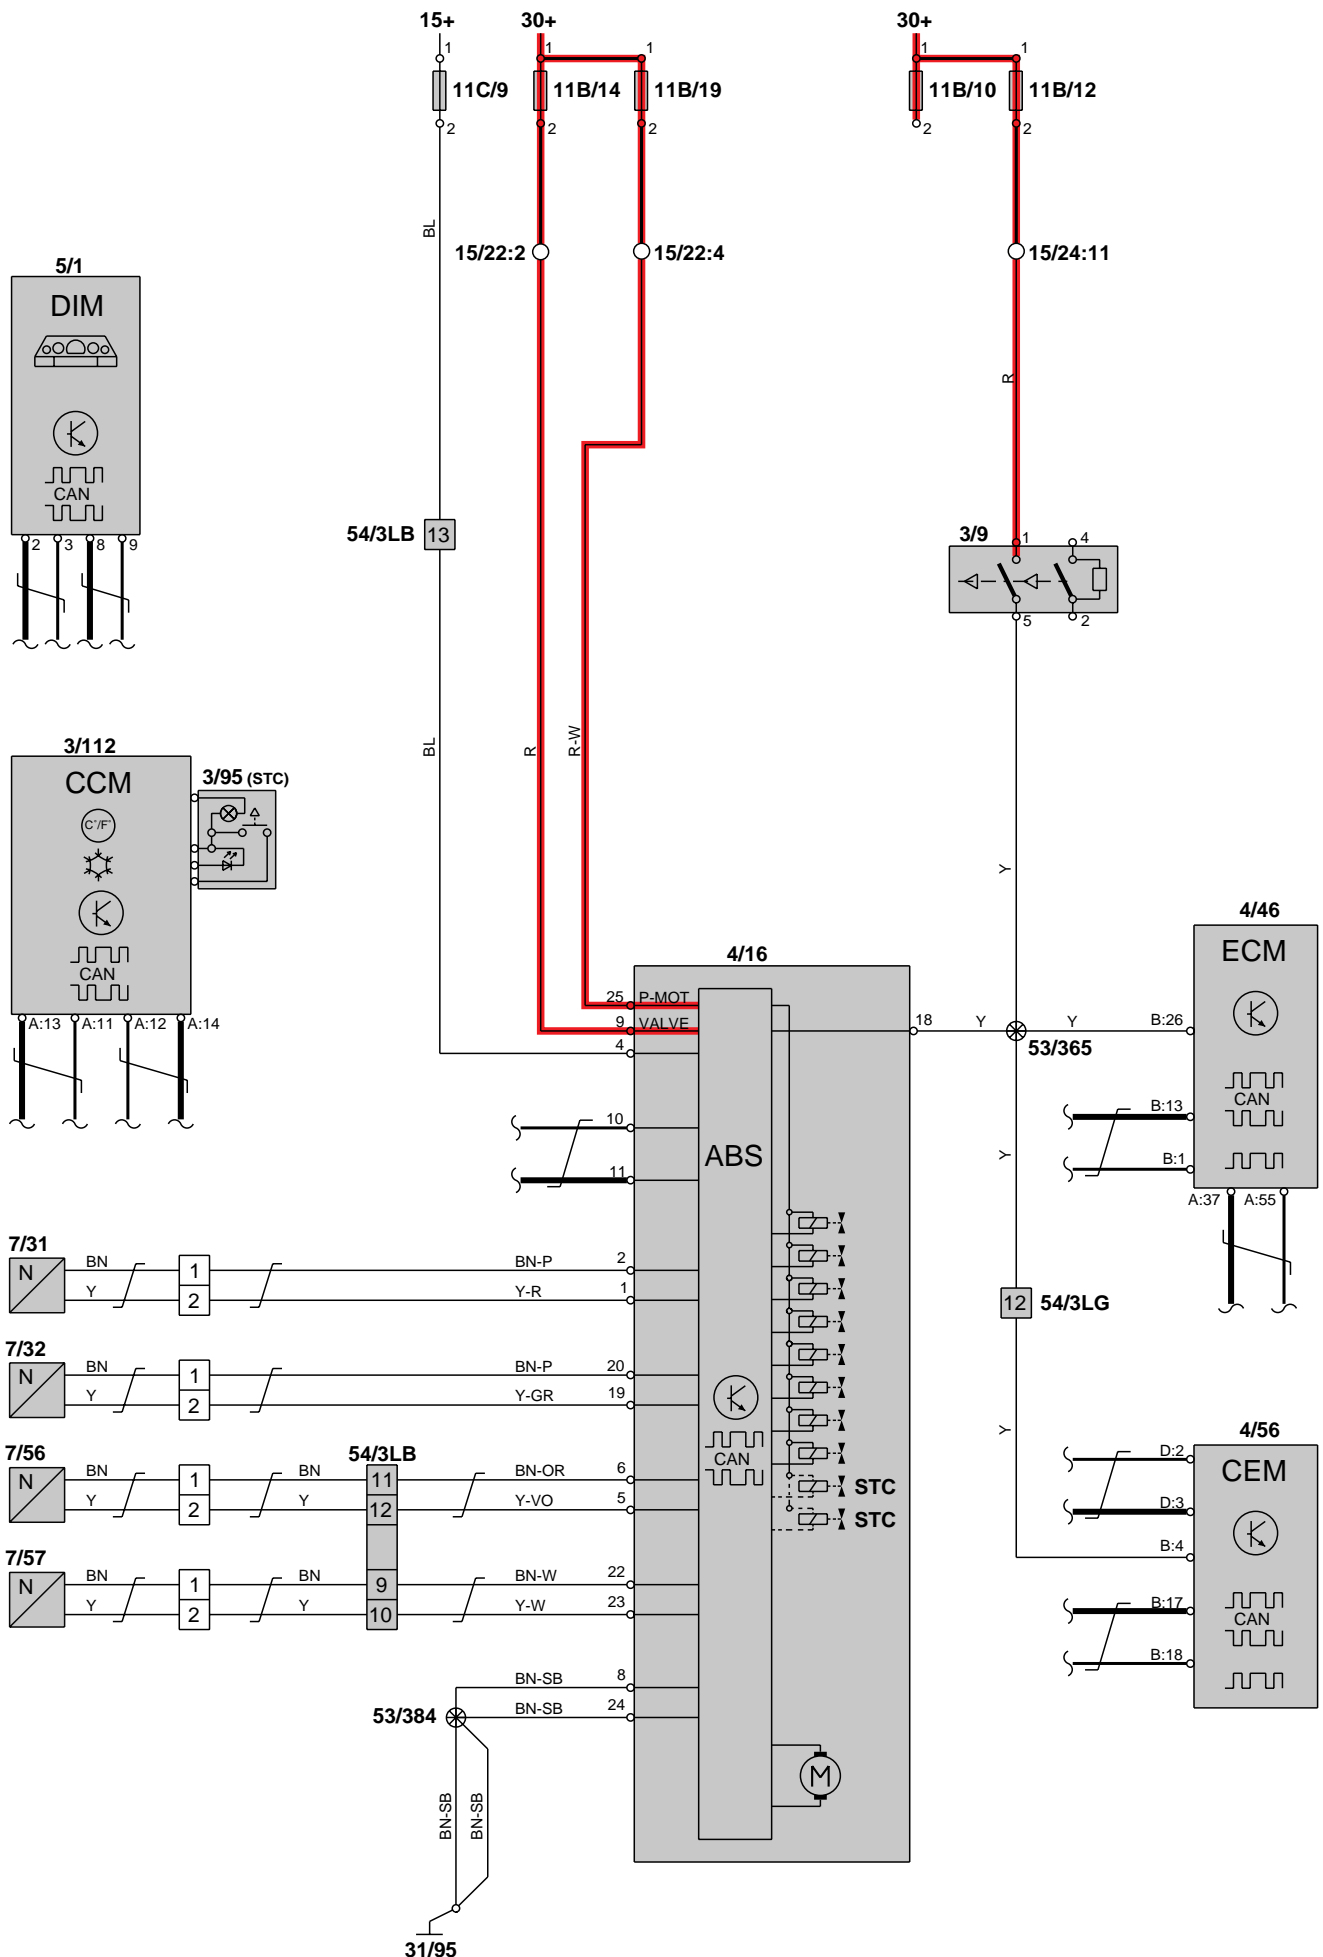 15+ 30+ 30+
1 1 1 1 1
11C/9 11B/14 11B/19 11B/10 11B/12
2 2 2 2 2
BL
15/22:2 15/22:4 15/24:11
5/1
DIM
R
CAN
54/3LB 13
3/9
1 4
2 3 8 9
5 2
BL R R-W
3/112
CCM
3/95 (STC)
C°/F°
CAN
Y
4/46
ECM
4/16
25 P-MOT
9 VALVE
4
A:13 A:11 A:12 A:14
18 Y Y B:26
53/365
CAN
B:13
B:1
10
11
ABS
Y
A:37 A:55
7/31
N BN 1 BN-P 2
Y 2 Y-R 1
12 54/3LG
7/32
N BN 1 BN-P 20
Y 2 Y-GR 19
CAN
Y
7/56
54/3LB
N BN 1 BN 11 BN-OR 6
Y 2 Y 12 Y-VO 5
STC
STC
4/56
CEM
D:2
D:3
B:4
7/57
N BN 1 BN 9 BN-W 22
Y 2 Y 10 Y-W 23
B:17
CAN
B:18
BN-SB 8
53/384 BN-SB 24
M
BN-SB BN-SB
31/95